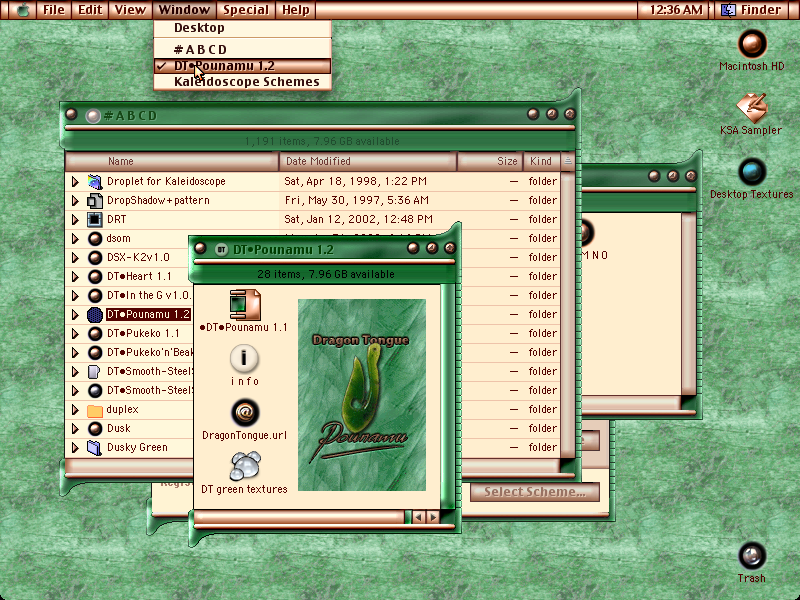 File Edit View Window Special Help 12:36 AM Finder
Desktop
#ABCD
✓ DT•Pounamu 1.2
Kaleidoscope Schemes
Macintosh HD
KSA Sampler
Desktop Textures
Trash
#ABCD
1,191 items, 7.96 GB available
Name Date Modified Size Kind
Droplet for Kaleidoscope Sat, Apr 18, 1998, 1:22 PM — folder
DropShadow+pattern Fri, May 30, 1997, 5:36 AM — folder
DRT Sat, Jan 12, 2002, 12:48 PM — folder
dsom — folder
DSX-K2v1.0 — folder
DT•Heart 1.1 — folder
DT•In the G v1.0. — folder
DT•Pounamu 1.2 — folder
DT•Pukeko 1.1 — folder
DT•Pukeko'n'Beak — folder
DT•Smooth-Steel — folder
DT•Smooth-Steel — folder
duplex — folder
Dusk — folder
Dusky Green — folder
DT•Pounamu 1.2
28 items, 7.96 GB available
•DT•Pounamu 1.1
i
info
@
DragonTongue.url
DT green textures
Dragon Tongue
Pounamu
M N O
Select Scheme...